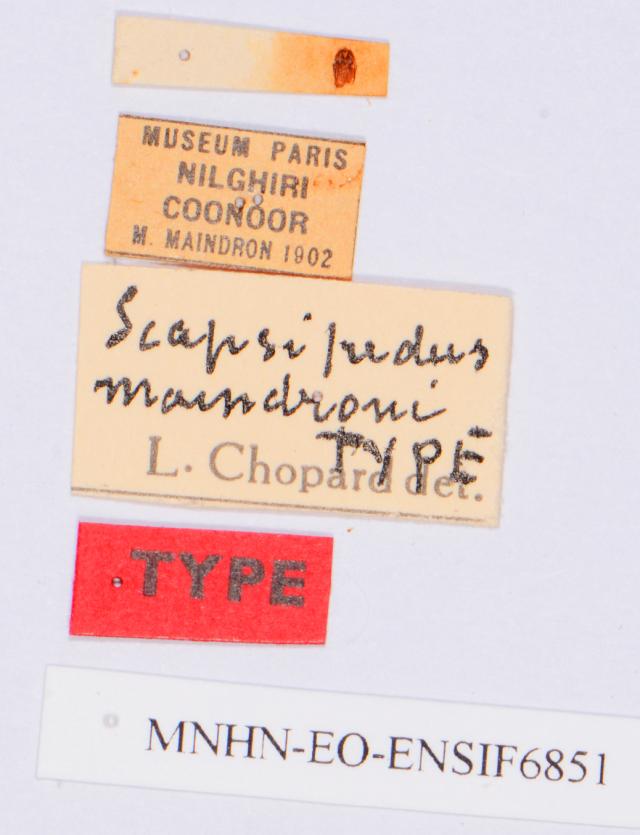 MUSEUM PARIS
NILGHIRI
COONOOR
M. MAINDRON 1902
Scapsipedus
maindroni
TYPE
L. Chopard det.
TYPE
MNHN-EO-ENSIF6851